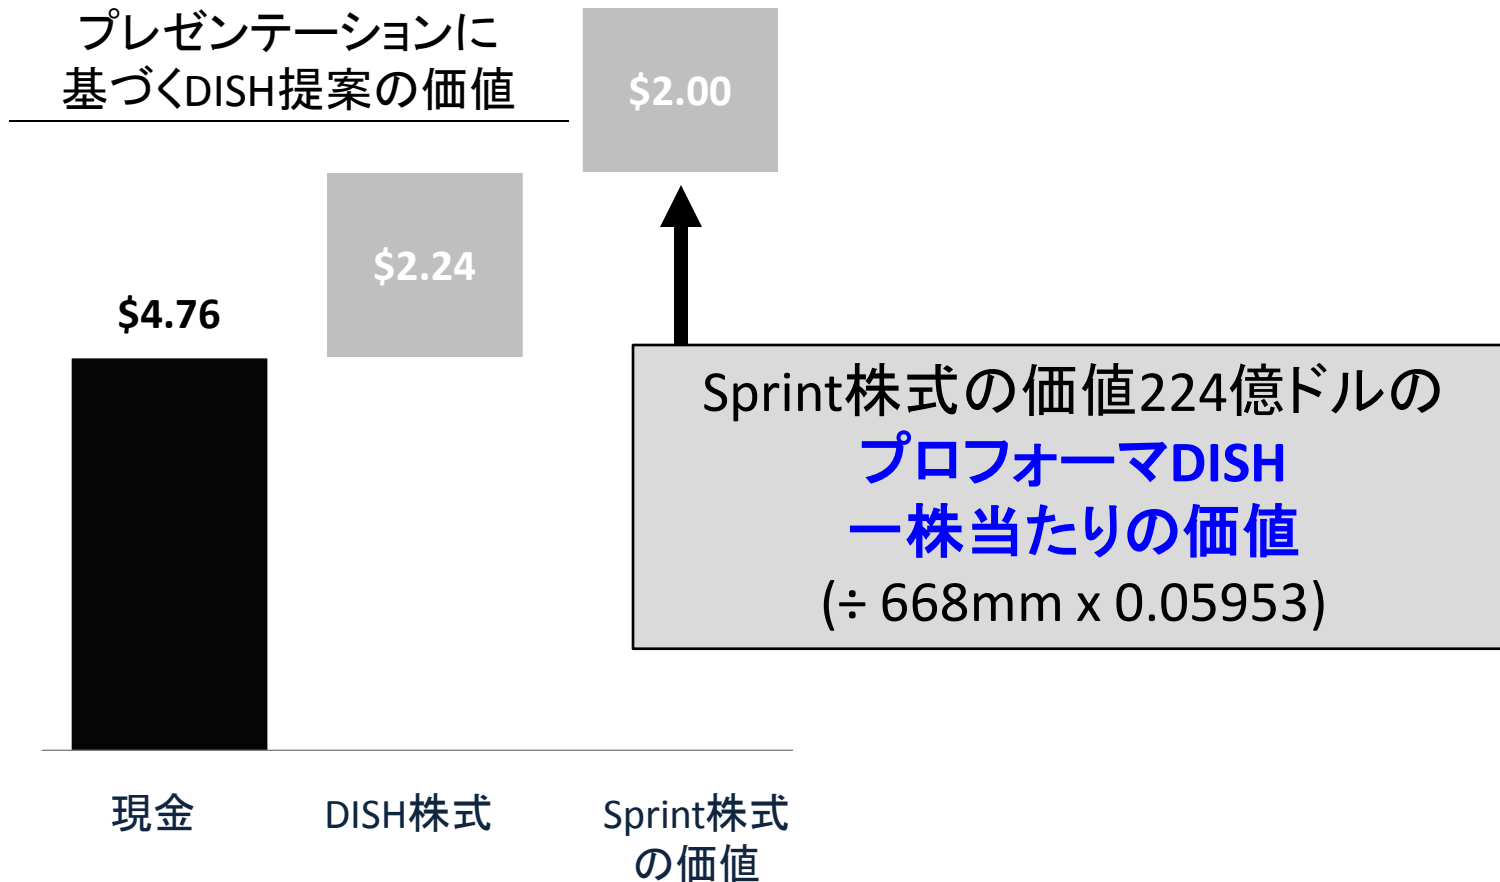 プレゼンテーションに
基づくDISH提案の価値
$2.00
$2.24
$4.76
Sprint株式の価値224億ドルの
プロフォーマDISH
一株当たりの価値
(÷ 668mm x 0.05953)
現金
DISH株式
Sprint株式
の価値